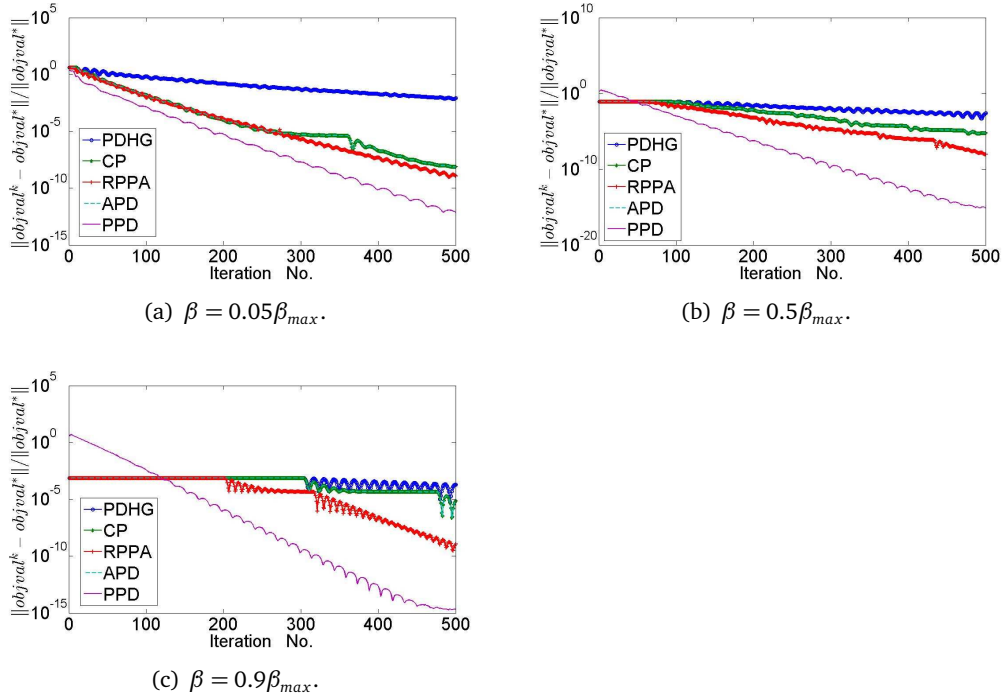 ||objval^k − objval^*||/||objval^*||
10^5
10^0
10^-5
10^-10
10^-15
PDHG
CP
RPPA
APD
PPD
0 100 200 300 400 500
Iteration No.
(a) β = 0.05β_max.
||objval^k − objval^*||/||objval^*||
10^10
10^0
10^-10
10^-20
PDHG
CP
RPPA
APD
PPD
0 100 200 300 400 500
Iteration No.
(b) β = 0.5β_max.
||objval^k − objval^*||/||objval^*||
10^5
10^0
10^-5
10^-10
10^-15
PDHG
CP
RPPA
APD
PPD
0 100 200 300 400 500
Iteration No.
(c) β = 0.9β_max.